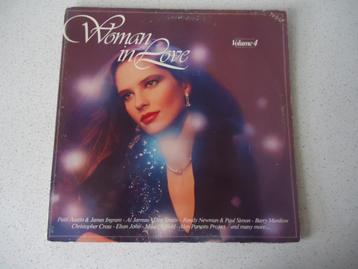 Woman
in Love
Volume 4
Patti Austin & James Ingram - Al Jarreau - Dire Straits - Randy Newman & Paul Simon - Barry Manilow
Christopher Cross - Elton John - Mike Oldfield - Alan Parsons Project and many more...